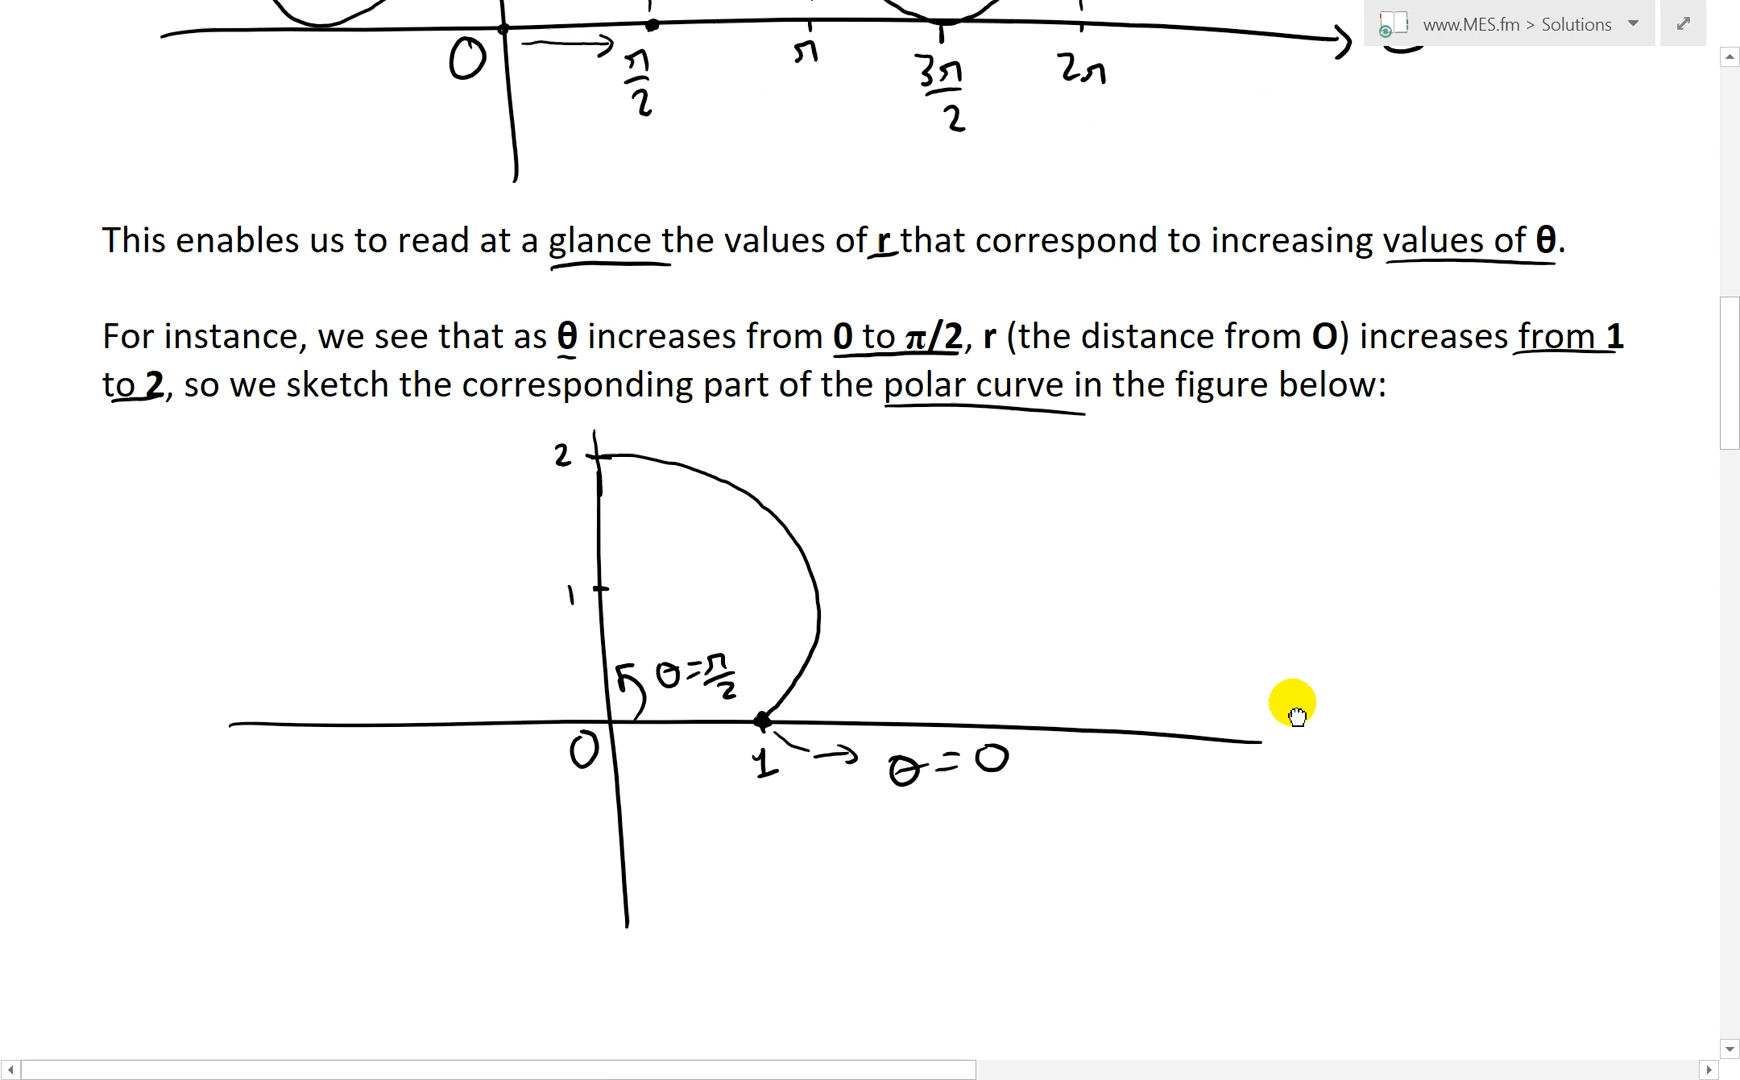 www.MES.fm > Solutions
0 → π/2 π 3π/2 2π
This enables us to read at a glance the values of r that correspond to increasing values of θ.
For instance, we see that as θ increases from 0 to π/2, r (the distance from O) increases from 1
to 2, so we sketch the corresponding part of the polar curve in the figure below:
2
1
θ=π/2
0 1 → θ = 0